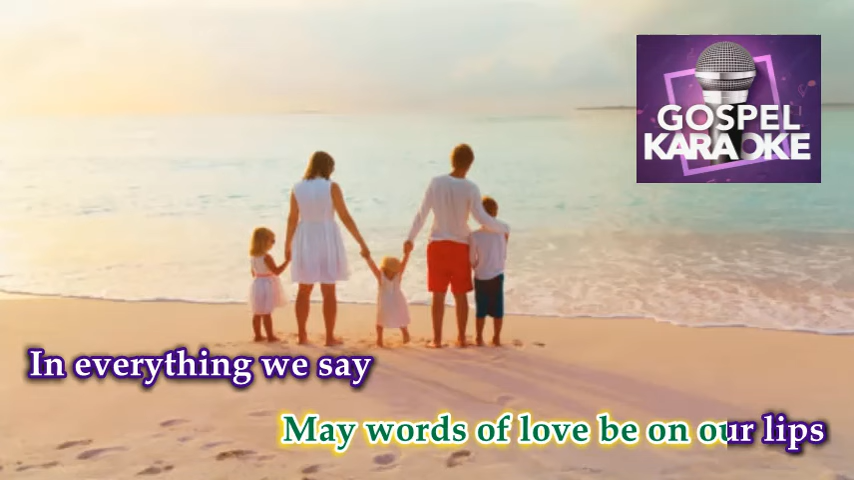 GOSPEL
KARAOKE
In everything we say
May words of love be on our lips